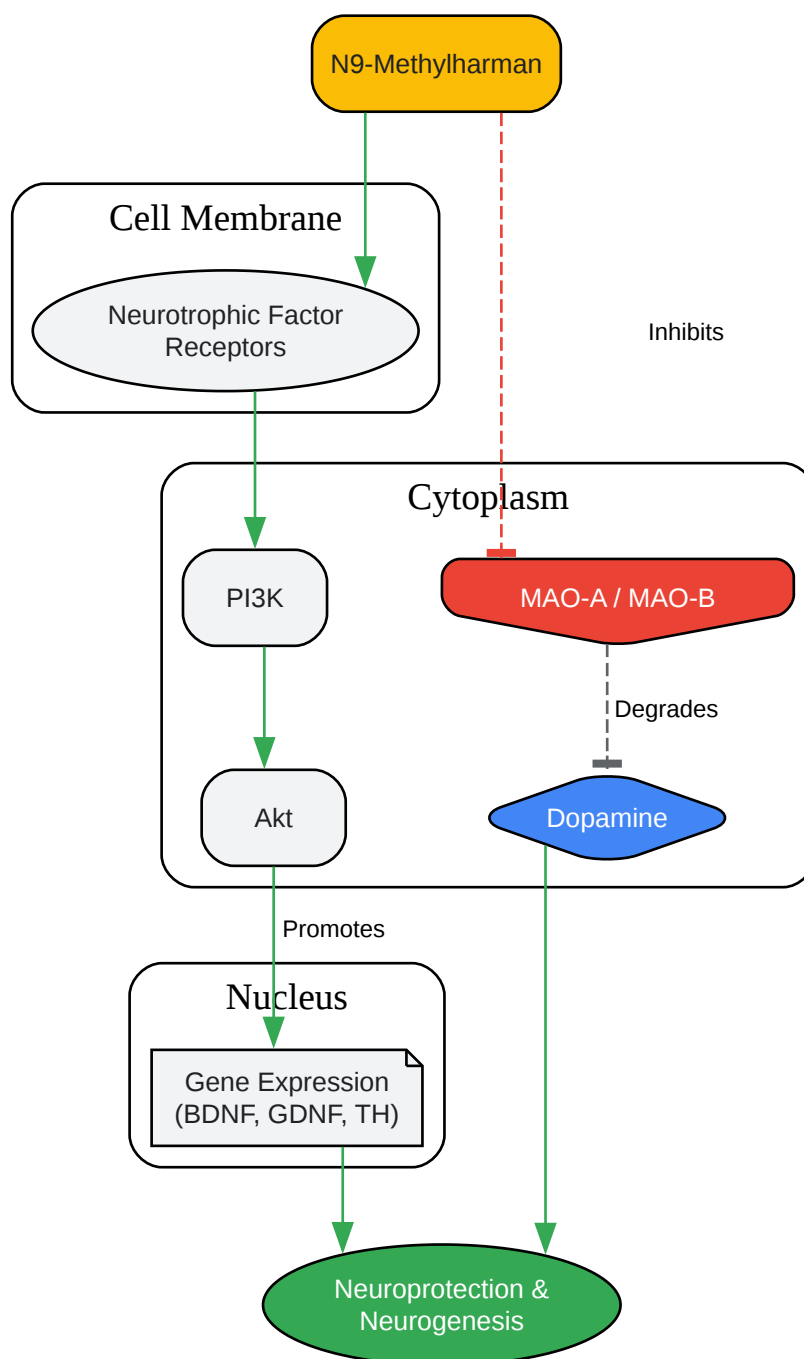 N9-Methylharman
Cell Membrane
Neurotrophic Factor
Receptors
Inhibits
Cytoplasm
PI3K
MAO-A / MAO-B
Degrades
Akt
Dopamine
Promotes
Nucleus
Gene Expression
(BDNF, GDNF, TH)
Neuroprotection &
Neurogenesis